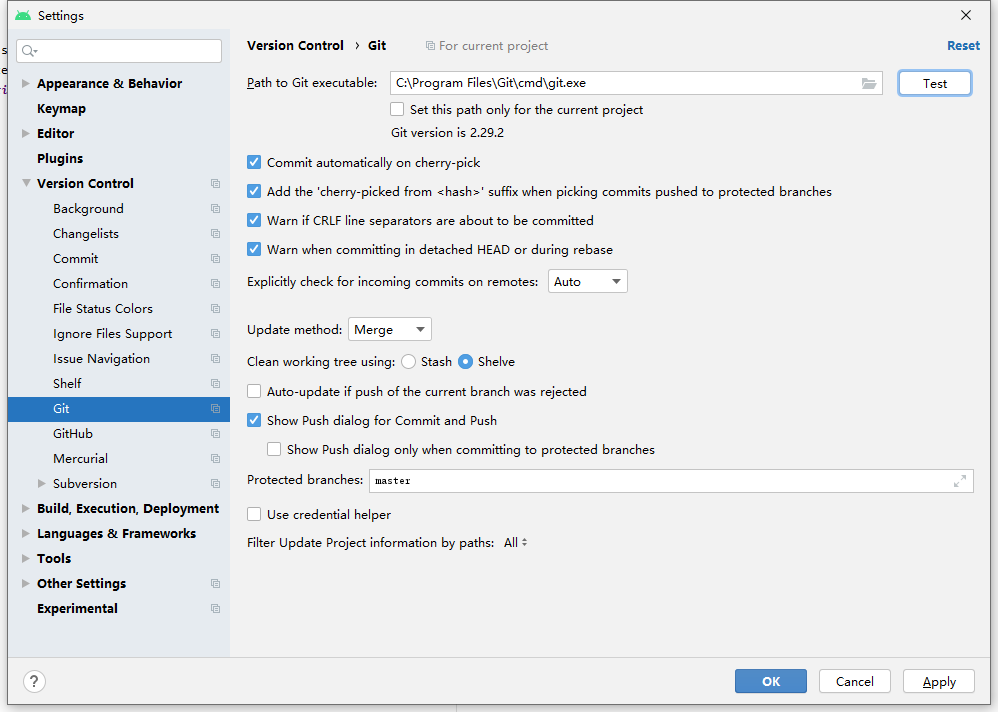 Settings
Version Control › Git
For current project
Reset
Appearance & Behavior
Keymap
Editor
Plugins
Version Control
Background
Changelists
Commit
Confirmation
File Status Colors
Ignore Files Support
Issue Navigation
Shelf
Git
GitHub
Mercurial
Subversion
Build, Execution, Deployment
Languages & Frameworks
Tools
Other Settings
Experimental
Path to Git executable: C:\Program Files\Git\cmd\git.exe Test
Set this path only for the current project
Git version is 2.29.2
Commit automatically on cherry-pick
Add the 'cherry-picked from <hash>' suffix when picking commits pushed to protected branches
Warn if CRLF line separators are about to be committed
Warn when committing in detached HEAD or during rebase
Explicitly check for incoming commits on remotes: Auto
Update method: Merge
Clean working tree using: Stash Shelve
Auto-update if push of the current branch was rejected
Show Push dialog for Commit and Push
Show Push dialog only when committing to protected branches
Protected branches: master
Use credential helper
Filter Update Project information by paths: All
? OK Cancel Apply